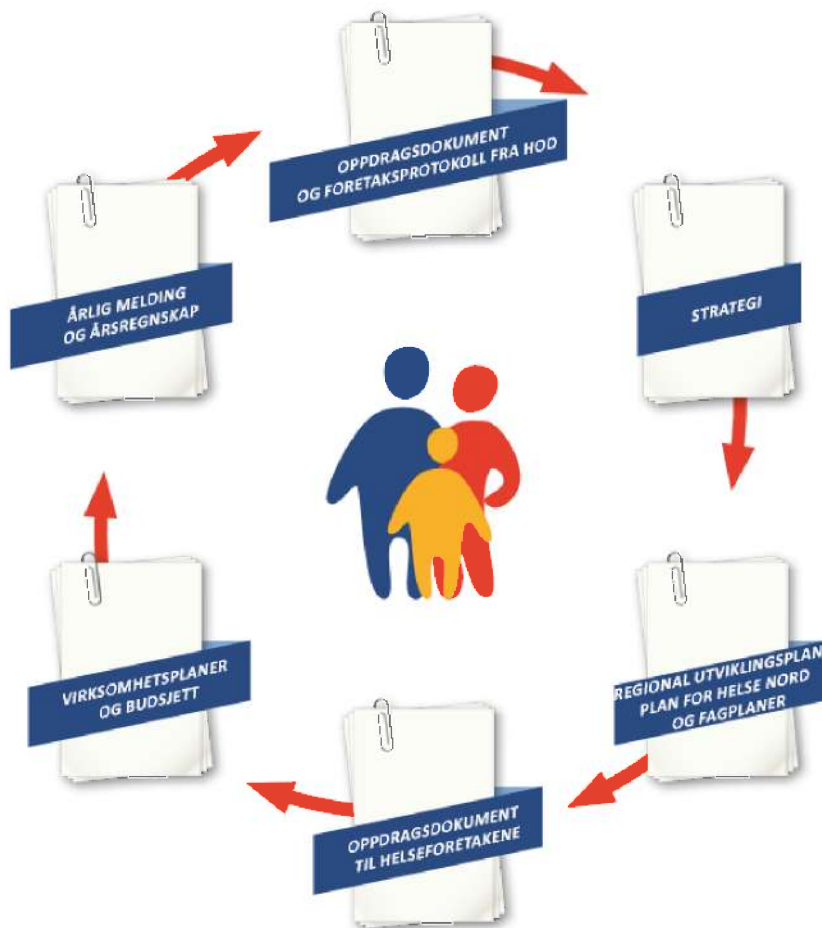 OPPDRAGSDOKUMENT
OG FORETAKSPROTOKOLL FRA HOD
STRATEGI
REGIONAL UTVIKLINGSPLAN
PLAN FOR HELSE NORD
OG FAGPLANER
OPPDRAGSDOKUMENT
TIL HELSEFORETAKENE
VIRKSOMHETSPLANER
OG BUDSJETT
ÅRLIG MELDING
OG ÅRSREGNSKAP